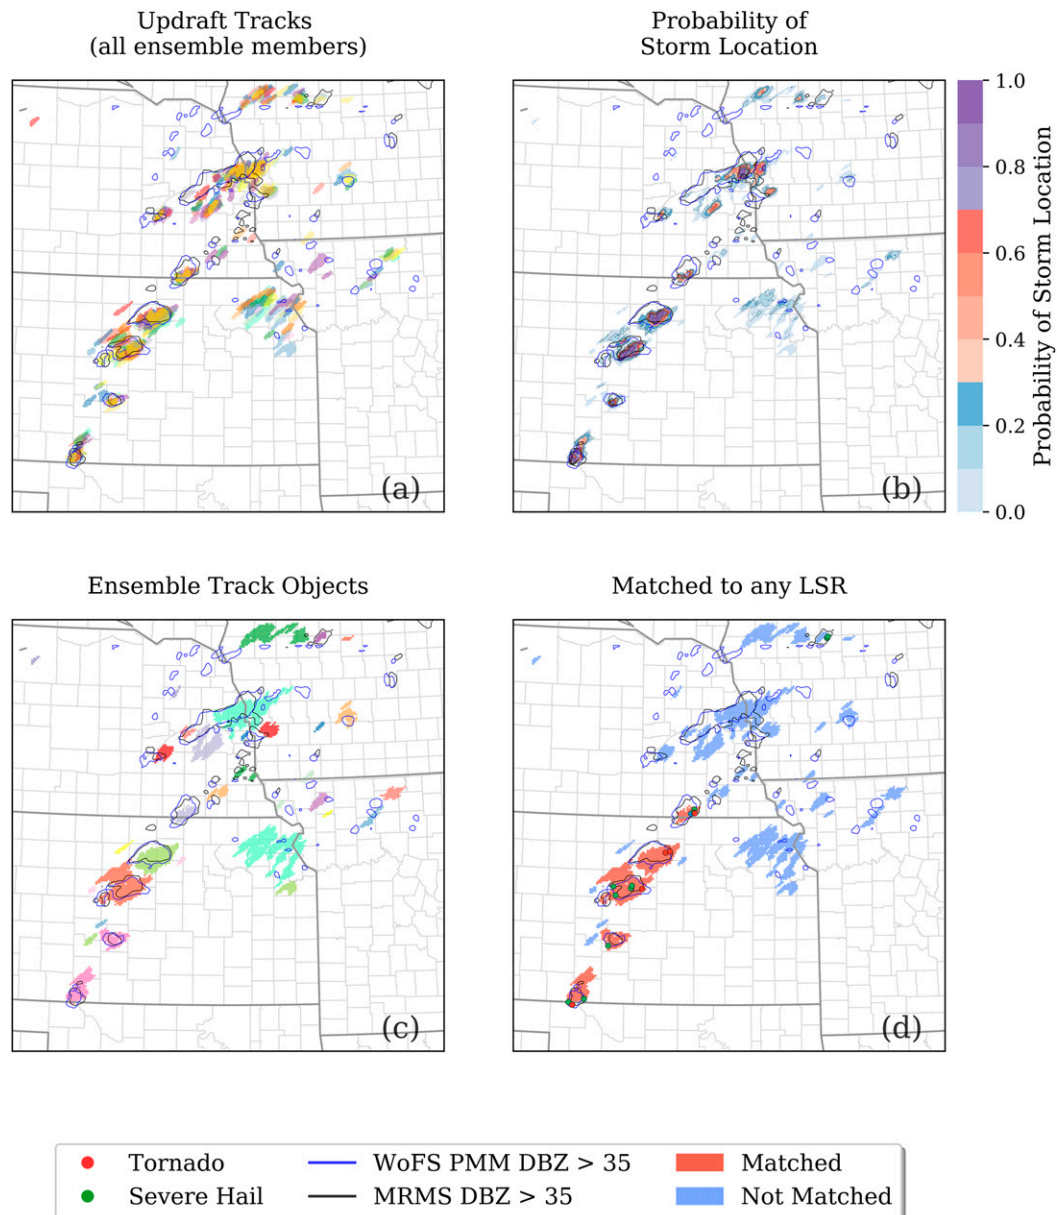 Updraft Tracks
(all ensemble members)
Probability of
Storm Location
(a)
(b)
1.0
0.8
0.6
0.4
0.2
0.0
Probability of Storm Location
Ensemble Track Objects
Matched to any LSR
(c)
(d)
Tornado
WoFS PMM DBZ > 35
Matched
Severe Hail
MRMS DBZ > 35
Not Matched